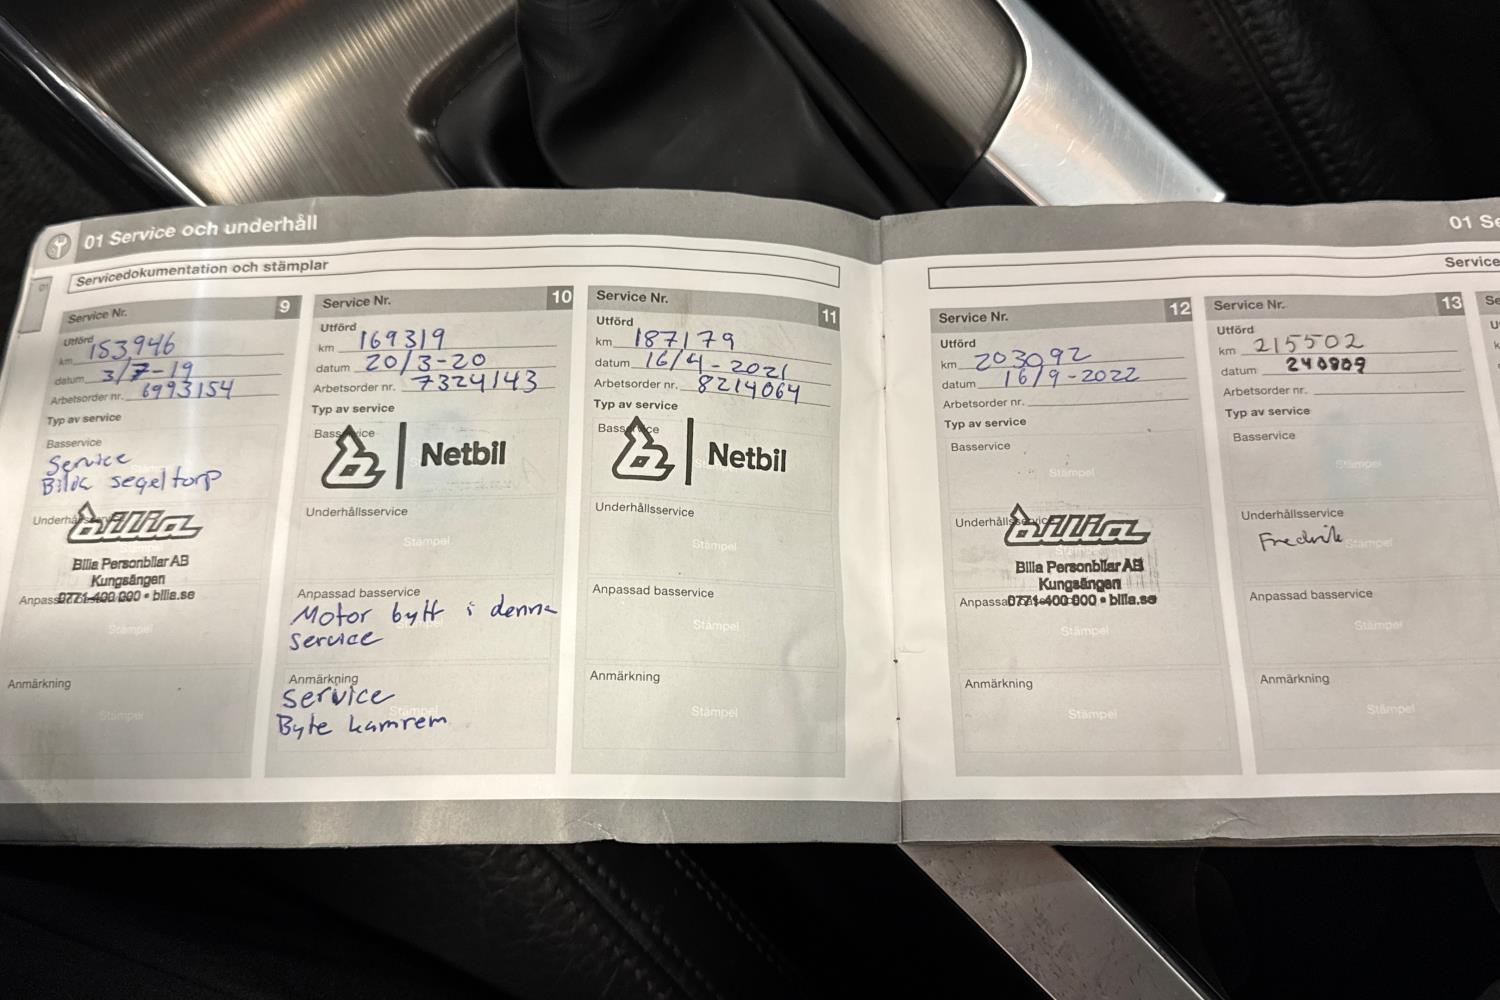 01 Service och underhåll
Servicedokumentation och stämplar
01
Service Nr. 9
Utförd
km 153946
datum 3/7-19
Arbetsorder nr. 6993154
Typ av service
Basservice
Service
Bilia segeltorp
Underhållsservice
bilia
Bilia Personbilar AB
Kungsängen
0771-400 000 • bilia.se
Anpassad basservice
Stämpel
Anmärkning
Stämpel
Service Nr. 10
Utförd
km 169319
datum 20/3-20
Arbetsorder nr. 7324143
Typ av service
Basservice
Netbil
Underhållsservice
Stämpel
Anpassad basservice
Motor bytt i denna
service
Anmärkning
Service
Stämpel
Byte kamrem
Service Nr. 11
Utförd
km 187179
datum 16/4-2021
Arbetsorder nr. 8214064
Typ av service
Basservice
Netbil
Underhållsservice
Stämpel
Anpassad basservice
Stämpel
Anmärkning
Stämpel
01 Se
Service
Service Nr. 12
Utförd
km 203092
datum 16/9-2022
Arbetsorder nr.
Typ av service
Basservice
Stämpel
Underhållsservice
bilia
Bilia Personbilar AB
Kungsängen
0771-400 000 • bilia.se
Anpassad basservice
Stämpel
Anmärkning
Stämpel
Service Nr. 13
Utförd
km 215502
datum 240809
Arbetsorder nr.
Typ av service
Basservice
Stämpel
Underhållsservice
Fredrik Stämpel
Anpassad basservice
Stämpel
Anmärkning
Stämpel
Se